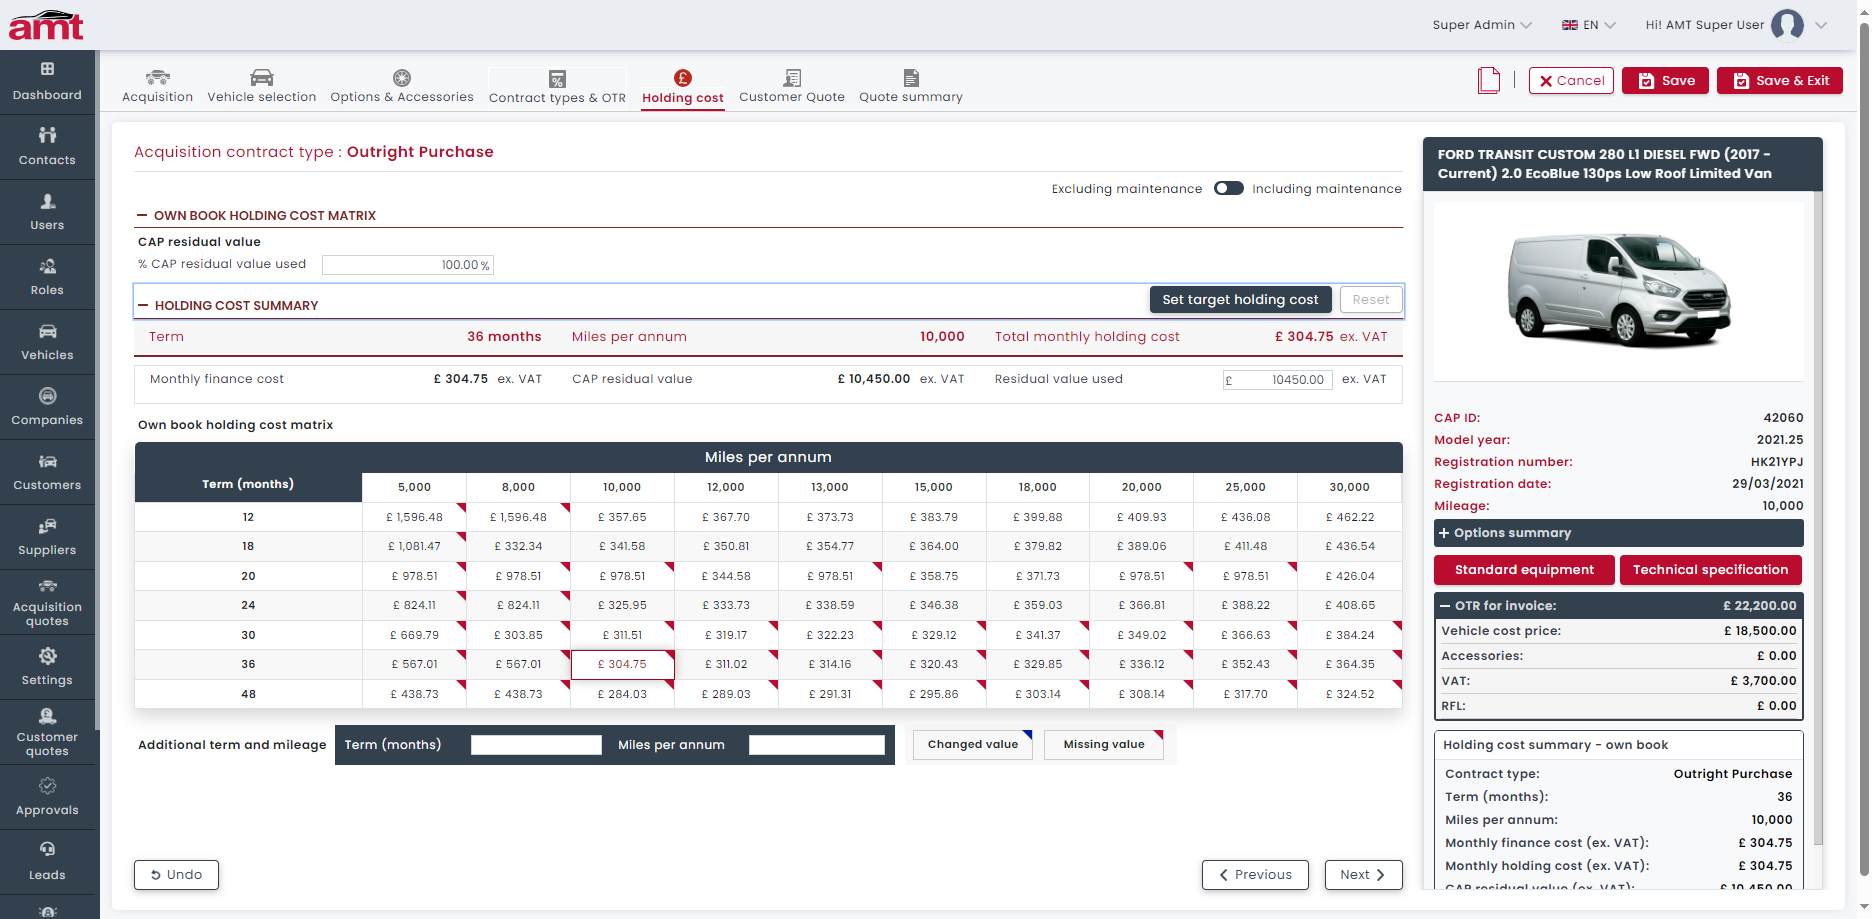 amt
Super Admin
EN
Hi! AMT Super User
Dashboard
Contacts
Users
Roles
Vehicles
Companies
Customers
Suppliers
Acquisition
quotes
Settings
Customer
quotes
Approvals
Leads
Acquisition
Vehicle selection
Options & Accessories
Contract types & OTR
Holding cost
Customer Quote
Quote summary
Cancel
Save
Save & Exit
Acquisition contract type : Outright Purchase
Excluding maintenance Including maintenance
OWN BOOK HOLDING COST MATRIX
CAP residual value
% CAP residual value used 100.00 %
HOLDING COST SUMMARY Set target holding cost Reset
Term 36 months Miles per annum 10,000 Total monthly holding cost £ 304.75 ex. VAT
Monthly finance cost £ 304.75 ex. VAT CAP residual value £ 10,450.00 ex. VAT Residual value used £ 10450.00 ex. VAT
Own book holding cost matrix
Miles per annum
Term (months) 5,000 8,000 10,000 12,000 13,000 15,000 18,000 20,000 25,000 30,000
12 £ 1,596.48 £ 1,596.48 £ 357.65 £ 367.70 £ 373.73 £ 383.79 £ 399.88 £ 409.93 £ 436.08 £ 462.22
18 £ 1,081.47 £ 332.34 £ 341.58 £ 350.81 £ 354.77 £ 364.00 £ 379.82 £ 389.06 £ 411.48 £ 436.54
20 £ 978.51 £ 978.51 £ 978.51 £ 344.58 £ 978.51 £ 358.75 £ 371.73 £ 978.51 £ 978.51 £ 426.04
24 £ 824.11 £ 824.11 £ 325.95 £ 333.73 £ 338.59 £ 346.38 £ 359.03 £ 366.81 £ 388.22 £ 408.65
30 £ 669.79 £ 303.85 £ 311.51 £ 319.17 £ 322.23 £ 329.12 £ 341.37 £ 349.02 £ 366.63 £ 384.24
36 £ 567.01 £ 567.01 £ 304.75 £ 311.02 £ 314.16 £ 320.43 £ 329.85 £ 336.12 £ 352.43 £ 364.35
48 £ 438.73 £ 438.73 £ 284.03 £ 289.03 £ 291.31 £ 295.86 £ 303.14 £ 308.14 £ 317.70 £ 324.52
Additional term and mileage Term (months) Miles per annum Changed value Missing value
Undo
Previous
Next
FORD TRANSIT CUSTOM 280 L1 DIESEL FWD (2017 -
Current) 2.0 EcoBlue 130ps Low Roof Limited Van
CAP ID: 42060
Model year: 2021.25
Registration number: HK21YPJ
Registration date: 29/03/2021
Mileage: 10,000
Options summary
Standard equipment
Technical specification
OTR for invoice: £ 22,200.00
Vehicle cost price: £ 18,500.00
Accessories: £ 0.00
VAT: £ 3,700.00
RFL: £ 0.00
Holding cost summary - own book
Contract type: Outright Purchase
Term (months): 36
Miles per annum: 10,000
Monthly finance cost (ex. VAT): £ 304.75
Monthly holding cost (ex. VAT): £ 304.75
CAP residual value (ex. VAT): £ 10,450.00